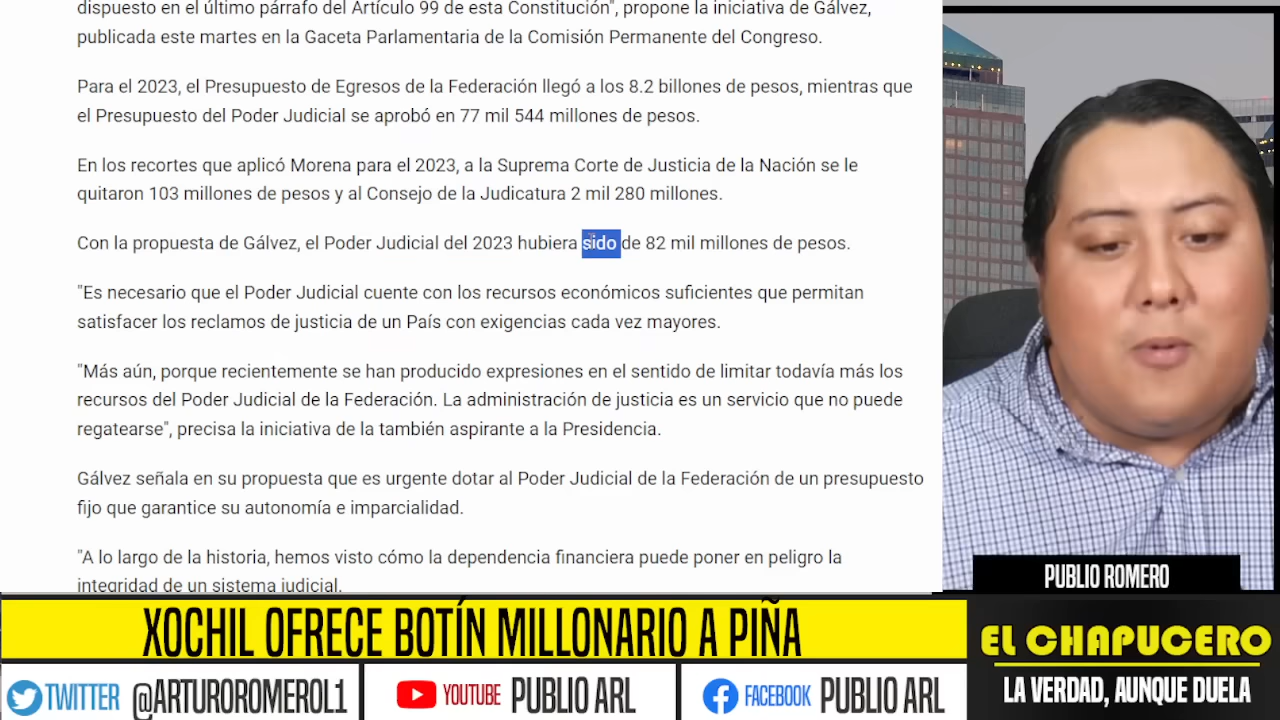 dispuesto en el último párrafo del Artículo 99 de esta Constitución", propone la iniciativa de Gálvez,
publicada este martes en la Gaceta Parlamentaria de la Comisión Permanente del Congreso.
Para el 2023, el Presupuesto de Egresos de la Federación llegó a los 8.2 billones de pesos, mientras que
el Presupuesto del Poder Judicial se aprobó en 77 mil 544 millones de pesos.
En los recortes que aplicó Morena para el 2023, a la Suprema Corte de Justicia de la Nación se le
quitaron 103 millones de pesos y al Consejo de la Judicatura 2 mil 280 millones.
Con la propuesta de Gálvez, el Poder Judicial del 2023 hubiera sido de 82 mil millones de pesos.
"Es necesario que el Poder Judicial cuente con los recursos económicos suficientes que permitan
satisfacer los reclamos de justicia de un País con exigencias cada vez mayores.
"Más aún, porque recientemente se han producido expresiones en el sentido de limitar todavía más los
recursos del Poder Judicial de la Federación. La administración de justicia es un servicio que no puede
regatearse", precisa la iniciativa de la también aspirante a la Presidencia.
Gálvez señala en su propuesta que es urgente dotar al Poder Judicial de la Federación de un presupuesto
fijo que garantice su autonomía e imparcialidad.
"A lo largo de la historia, hemos visto cómo la dependencia financiera puede poner en peligro la
integridad de un sistema judicial.
PUBLIO ROMERO
XOCHIL OFRECE BOTÍN MILLONARIO A PIÑA
EL CHAPUCERO
LA VERDAD, AUNQUE DUELA
TWITTER @ARTUROROMEROL1
YOUTUBE PUBLIO ARL
FACEBOOK PUBLIO ARL